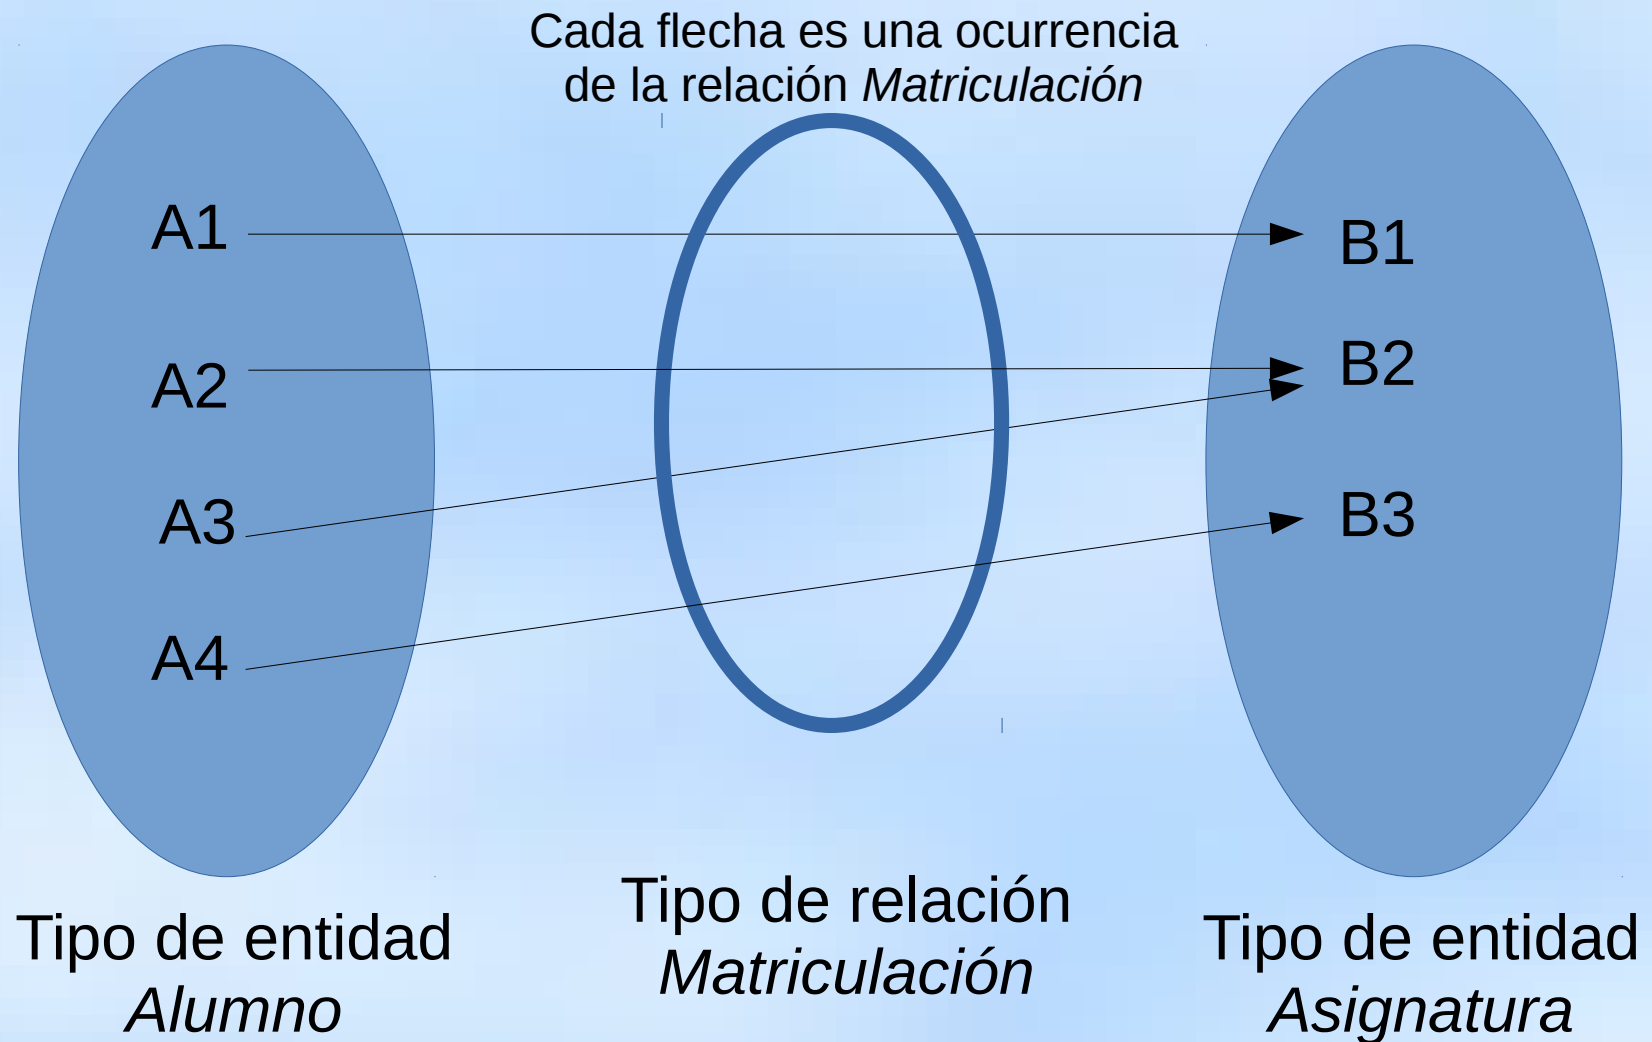 Cada flecha es una ocurrencia
de la relación Matriculación
A1
B1
A2
B2
A3
B3
A4
Tipo de entidad
Alumno
Tipo de relación
Matriculación
Tipo de entidad
Asignatura